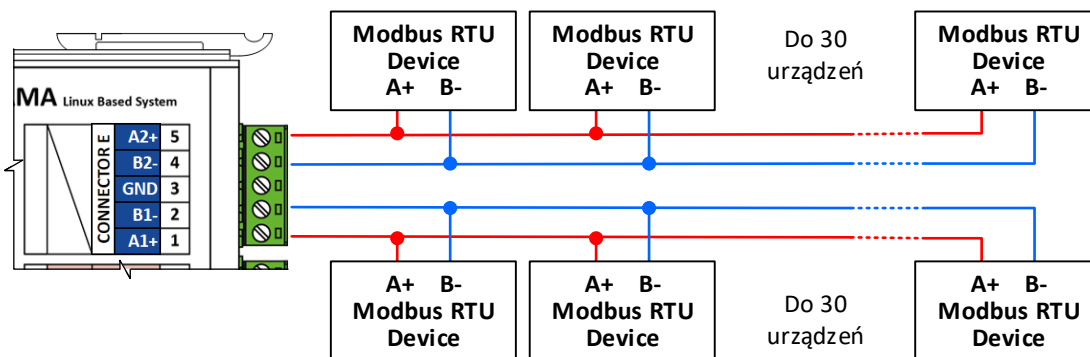 Modbus RTU
Device
A+ B-
Modbus RTU
Device
A+ B-
Do 30
urządzeń
Modbus RTU
Device
A+ B-
MA Linux Based System
CONNECTOR E
A2+ 5
B2- 4
GND 3
B1- 2
A1+ 1
A+ B-
Modbus RTU
Device
A+ B-
Modbus RTU
Device
Do 30
urządzeń
A+ B-
Modbus RTU
Device